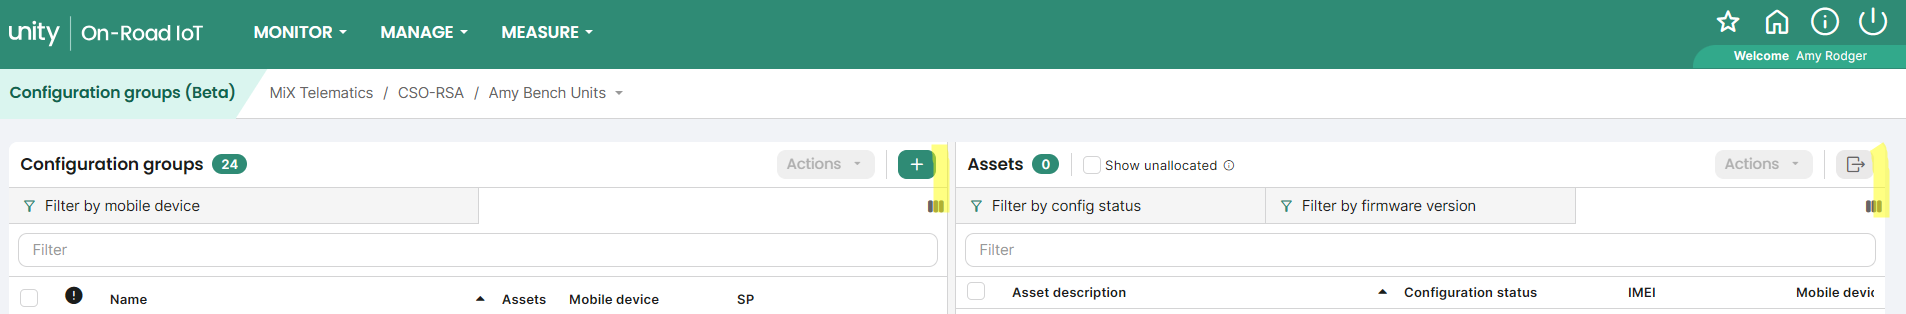 unity On-Road IoT MONITOR MANAGE MEASURE
Welcome Amy Rodger
Configuration groups (Beta) MiX Telematics / CSO-RSA / Amy Bench Units
Configuration groups 24 Actions +
Filter by mobile device
Filter
Name Assets Mobile device SP
Assets 0 Show unallocated Actions
Filter by config status Filter by firmware version
Filter
Asset description Configuration status IMEI Mobile devic